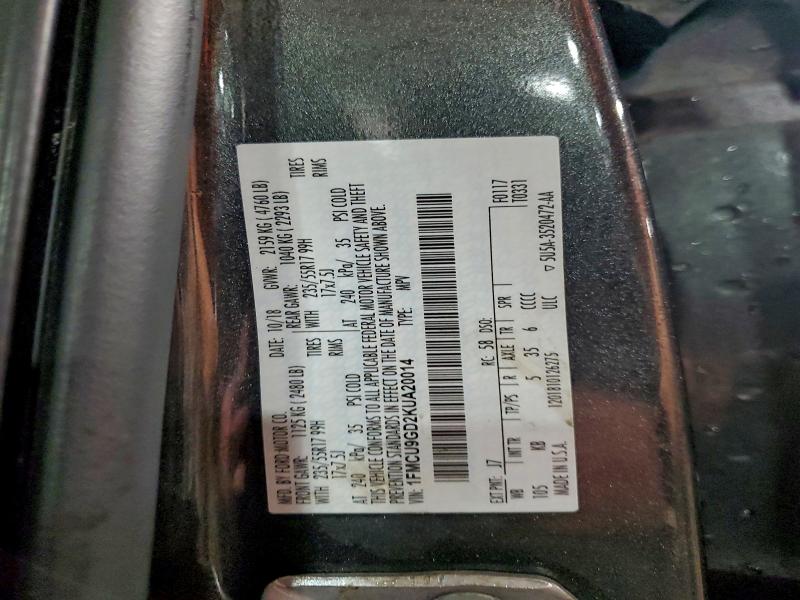 MFD. BY FORD MOTOR CO.
DATE: 10/18 GVWR: 2159 KG ( 4760 LB)
FRONT GAWR: 1125 KG ( 2480 LB) REAR GAWR: 1040 KG ( 2293 LB)
WITH 235/55R17 99H TIRES WITH 235/55R17 99H TIRES
17x7.5J RIMS 17x7.5J RIMS
AT 240 kPa/ 35 PSI COLD AT 240 kPa/ 35 PSI COLD
THIS VEHICLE CONFORMS TO ALL APPLICABLE FEDERAL MOTOR VEHICLE SAFETY AND THEFT
PREVENTION STANDARDS IN EFFECT ON THE DATE OF MANUFACTURE SHOWN ABOVE.
VIN: 1FMCU9GD2KUA20014 TYPE: MPV
F0117
T0331
EXT PNT: J7 RC: 58 DSO:
WB INT TR TP/PS R AXLE TR SPR
105 KB 5 35 6 CCCC
MADE IN U.S.A. 1201810126275 ULC
▽ 5U5A-3520472-AA